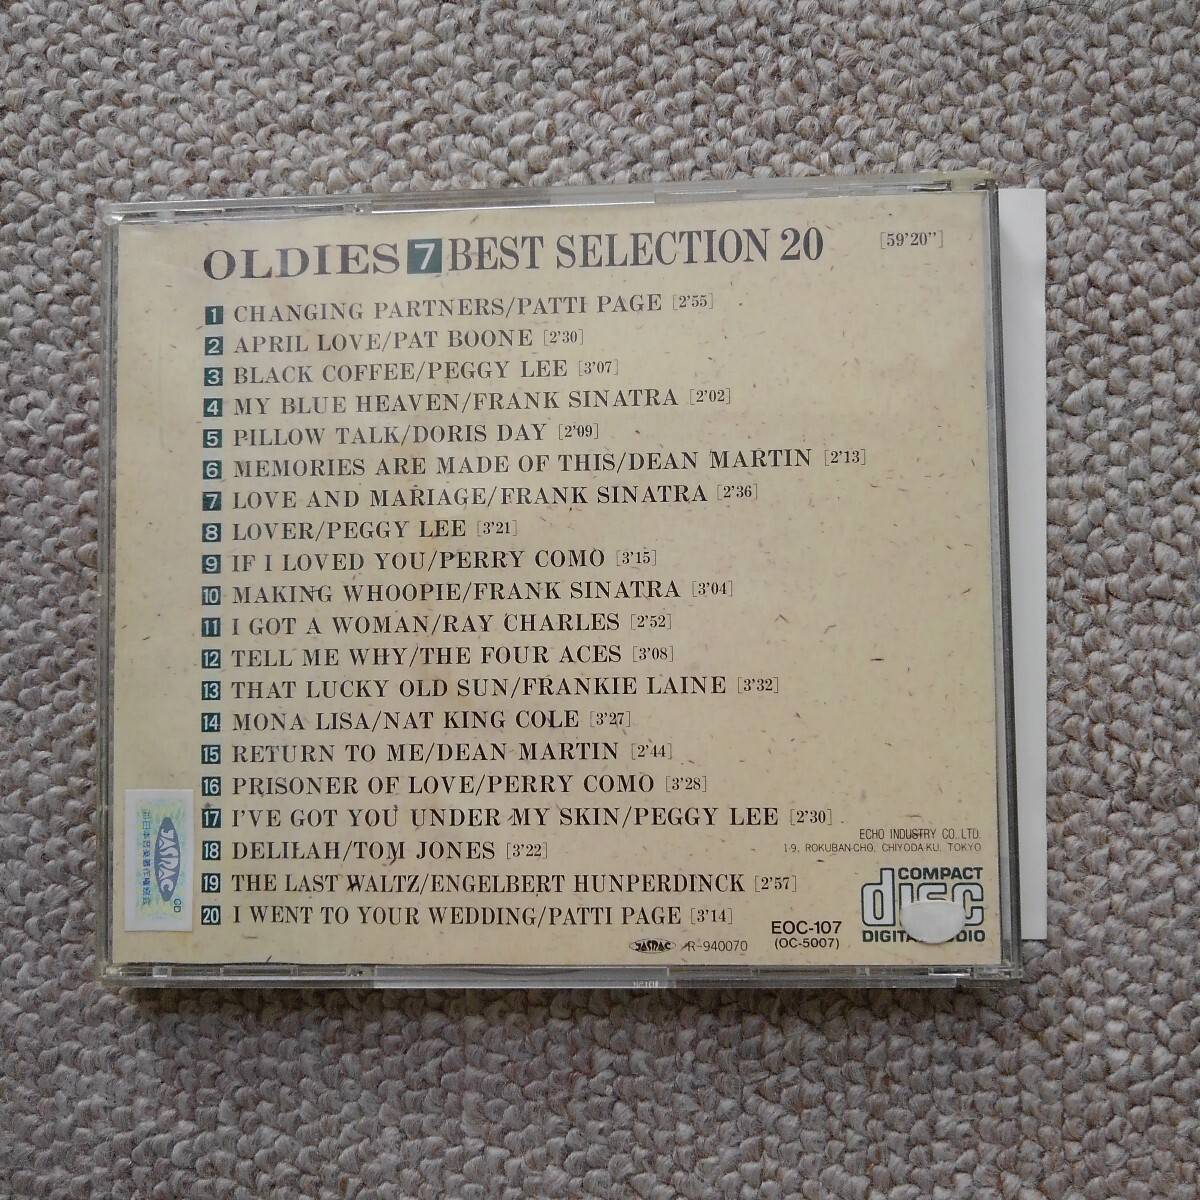 OLDIES 7 BEST SELECTION 20 [59'20"]
1 CHANGING PARTNERS/PATTI PAGE [2'55]
2 APRIL LOVE/PAT BOONE [2'30]
3 BLACK COFFEE/PEGGY LEE [3'07]
4 MY BLUE HEAVEN/FRANK SINATRA [2'02]
5 PILLOW TALK/DORIS DAY [2'09]
6 MEMORIES ARE MADE OF THIS/DEAN MARTIN [2'13]
7 LOVE AND MARIAGE/FRANK SINATRA [2'36]
8 LOVER/PEGGY LEE [3'21]
9 IF I LOVED YOU/PERRY COMO [3'15]
10 MAKING WHOOPIE/FRANK SINATRA [3'04]
11 I GOT A WOMAN/RAY CHARLES [2'52]
12 TELL ME WHY/THE FOUR ACES [3'08]
13 THAT LUCKY OLD SUN/FRANKIE LAINE [3'32]
14 MONA LISA/NAT KING COLE [3'27]
15 RETURN TO ME/DEAN MARTIN [2'44]
16 PRISONER OF LOVE/PERRY COMO [3'28]
17 I'VE GOT YOU UNDER MY SKIN/PEGGY LEE [2'30]
18 DELILAH/TOM JONES [3'22]
19 THE LAST WALTZ/ENGELBERT HUNPERDINCK [2'57]
20 I WENT TO YOUR WEDDING/PATTI PAGE [3'14]
ECHO INDUSTRY CO., LTD.
1-9, ROKUBAN-CHO, CHIYODA-KU, TOKYO
COMPACT
disc
DIGITAL AUDIO
EOC-107
(OC-5007)
JASRAC R-940070
JASRAC
CD